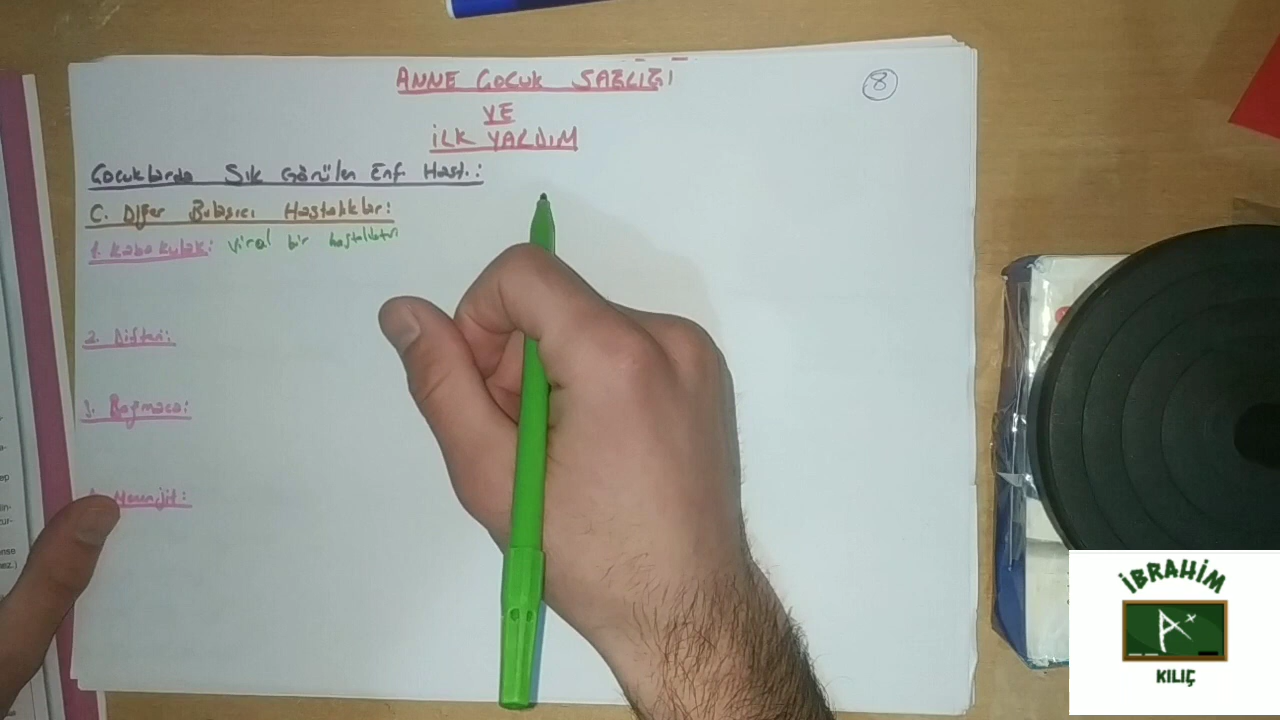 ANNE ÇOCUK SAĞLIĞI
8
VE
İLK YARDIM
Çocuklarda Sık Görülen Enf. Hast.:
C. Diğer Bulaşıcı Hastalıklar:
1. Kabakulak: Viral bir hastalıktır
2. Difteri:
3. Boğmaca:
Menenjit:
İBRAHİM
A+
KILIÇ